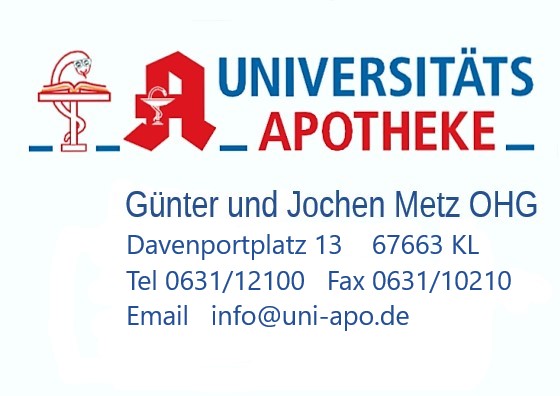 UNIVERSITÄTS
APOTHEKE
Günter und Jochen Metz OHG
Davenportplatz 13 67663 KL
Tel 0631/12100 Fax 0631/10210
Email info@uni-apo.de